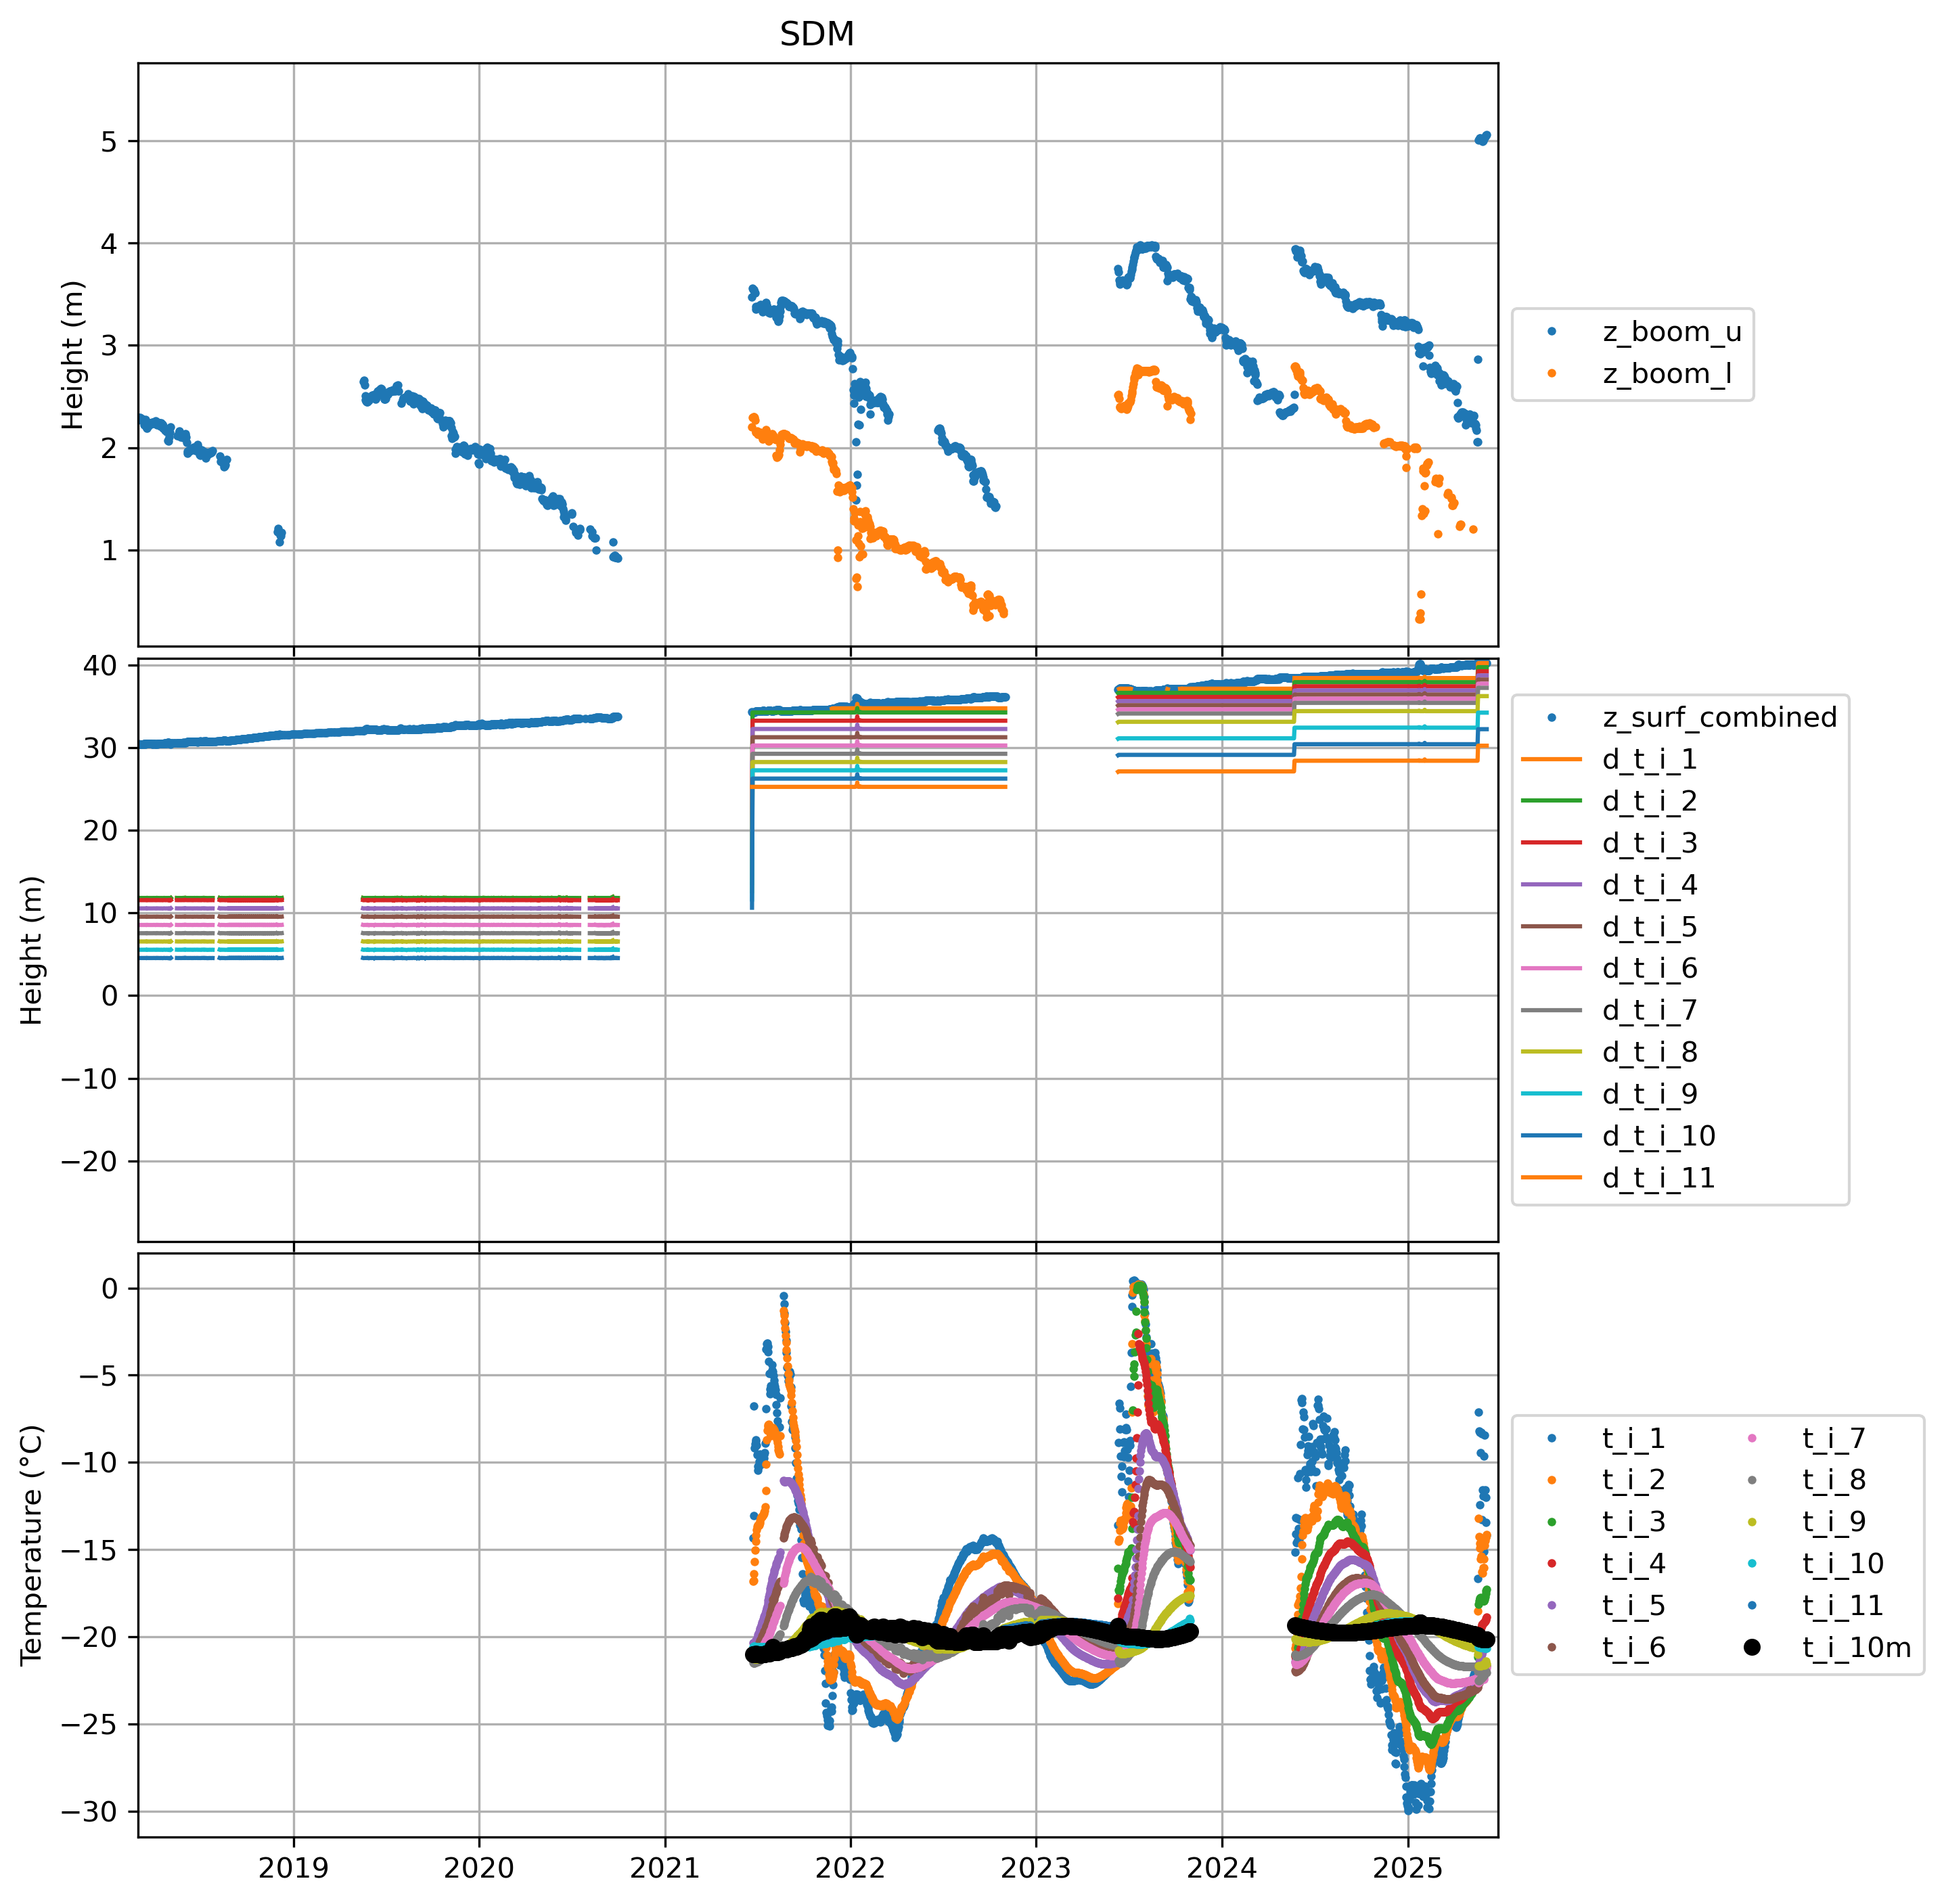 SDM
5
4
3
2
1
Height (m)
z_boom_u
z_boom_l
40
30
20
10
0
−10
−20
Height (m)
z_surf_combined
d_t_i_1
d_t_i_2
d_t_i_3
d_t_i_4
d_t_i_5
d_t_i_6
d_t_i_7
d_t_i_8
d_t_i_9
d_t_i_10
d_t_i_11
0
−5
−10
−15
−20
−25
−30
Temperature (°C)
t_i_1
t_i_2
t_i_3
t_i_4
t_i_5
t_i_6
t_i_7
t_i_8
t_i_9
t_i_10
t_i_11
t_i_10m
2019 2020 2021 2022 2023 2024 2025